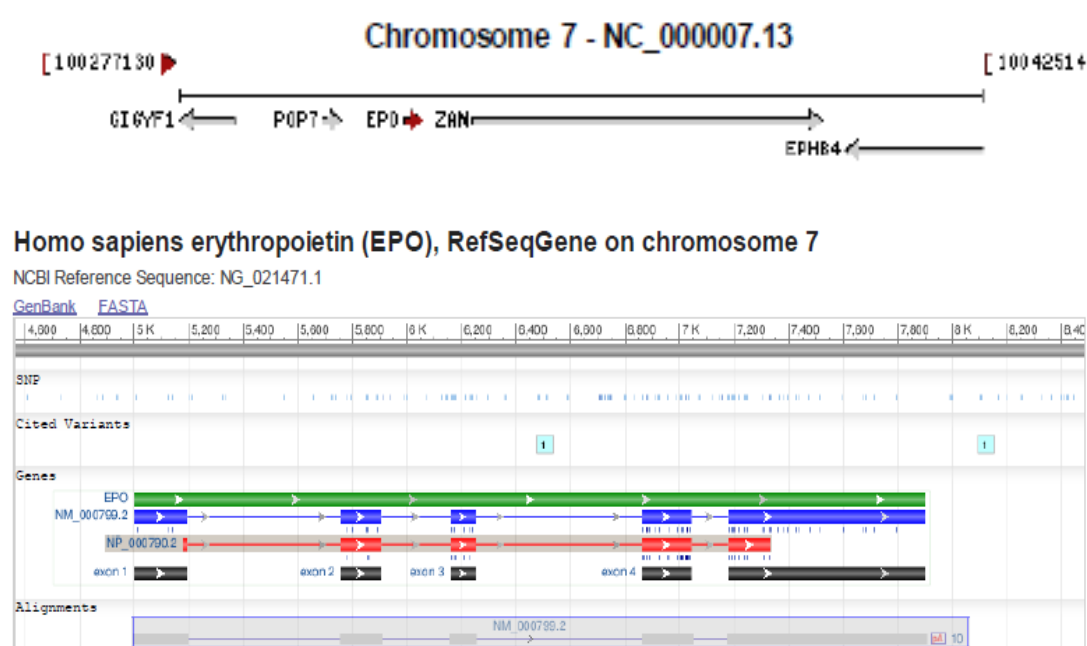 Chromosome 7 - NC_000007.13
[100277130 [10042514
GIGYF1 POP7 EPO ZAN
EPHB4
Homo sapiens erythropoietin (EPO), RefSeqGene on chromosome 7
NCBI Reference Sequence: NG_021471.1
GenBank FASTA
4,600 4,800 5 K 5,200 5,400 5,600 5,800 6 K 6,200 6,400 6,600 6,800 7 K 7,200 7,400 7,600 7,800 8 K 8,200 8,40
SNP
Cited Variants
1 1
Genes
EPO
NM_000799.2
NP_000790.2
exon 1 exon 2 exon 3 exon 4
Alignments
NM_000799.2
aA 10